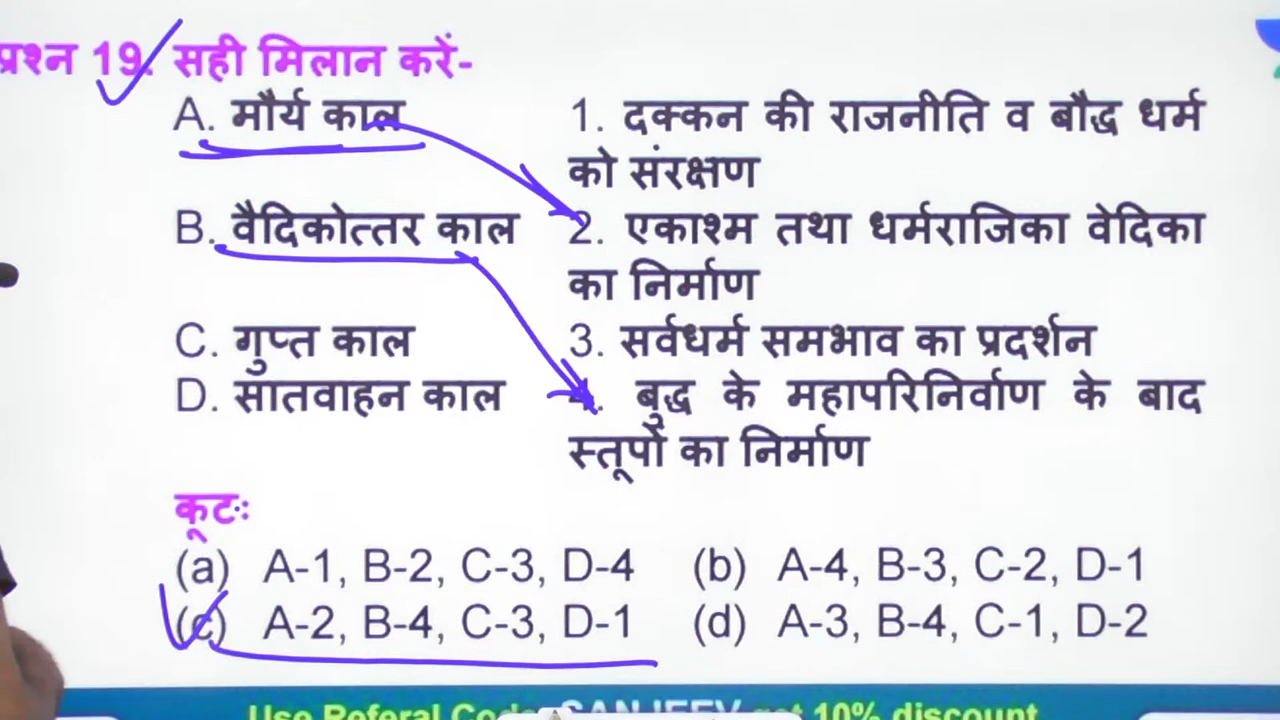 प्रश्न 19. सही मिलान करें-
A. मौर्य काल 1. दक्कन की राजनीति व बौद्ध धर्म
को संरक्षण
B. वैदिकोत्तर काल 2. एकाश्म तथा धर्मराजिका वेदिका
का निर्माण
C. गुप्त काल 3. सर्वधर्म समभाव का प्रदर्शन
D. सातवाहन काल 4. बुद्ध के महापरिनिर्वाण के बाद
स्तूपों का निर्माण
कूटः
(a) A-1, B-2, C-3, D-4 (b) A-4, B-3, C-2, D-1
(c) A-2, B-4, C-3, D-1 (d) A-3, B-4, C-1, D-2
Use Referal Code SANJEEV get 10% discount